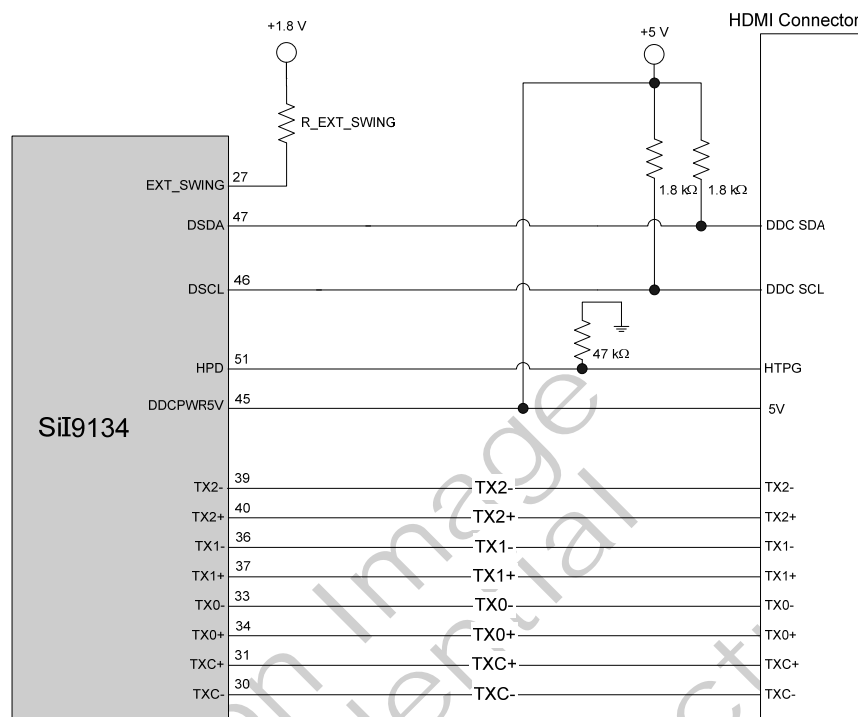 HDMI Connector
+1.8 V
+5 V
R_EXT_SWING
EXT_SWING 27
1.8 kΩ 1.8 kΩ
DSDA 47 DDC SDA
DSCL 46 DDC SCL
47 kΩ
HPD 51 HTPG
DDCPWR5V 45 5V
SiI9134
TX2- 39 TX2- TX2-
TX2+ 40 TX2+ TX2+
TX1- 36 TX1- TX1-
TX1+ 37 TX1+ TX1+
TX0- 33 TX0- TX0-
TX0+ 34 TX0+ TX0+
TXC+ 31 TXC+ TXC+
TXC- 30 TXC- TXC-
on Image